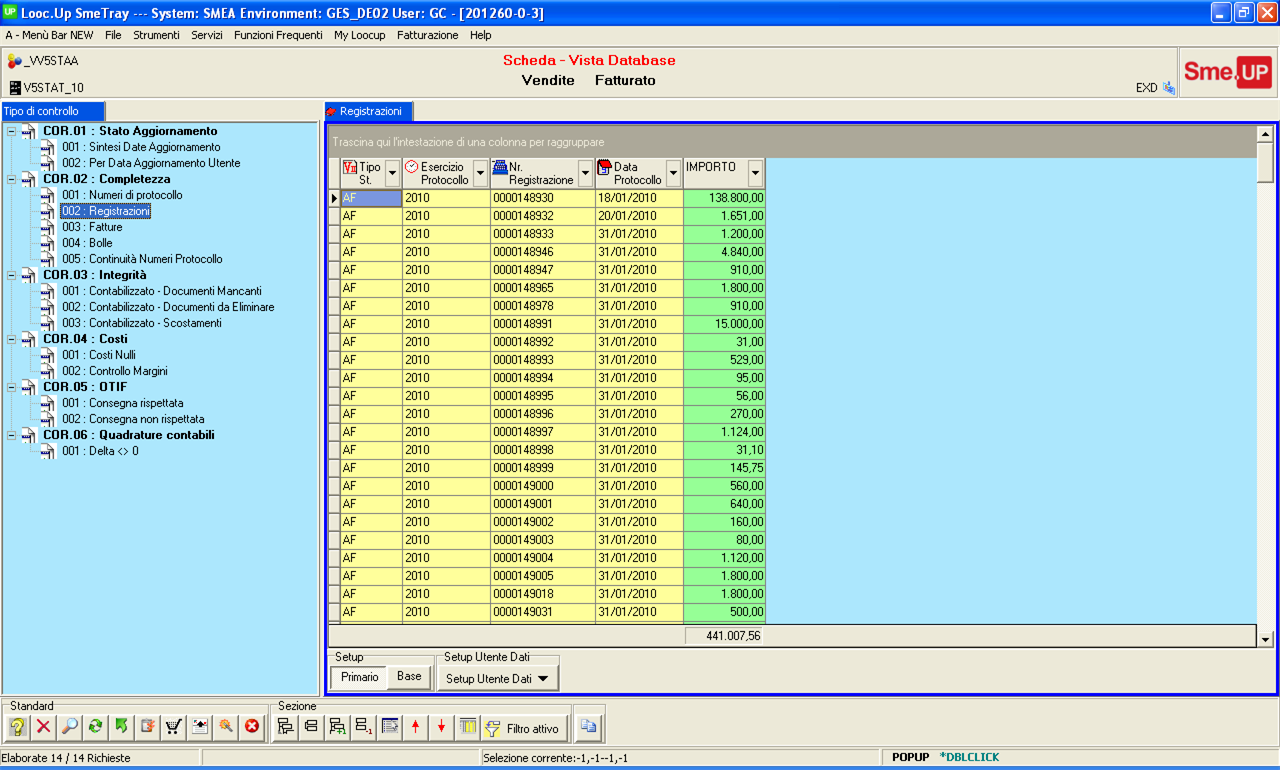 UP Looc.Up SmeTray --- System: SMEA Environment: GES_DE02 User: GC - [201260-0-3]
A - Menù Bar NEW File Strumenti Servizi Funzioni Frequenti My Loocup Fatturazione Help
_VV5STAA
Scheda - Vista Database
Vendite Fatturato
V5STAT_10
EXD
Sme.UP
Tipo di controllo
COR.01 : Stato Aggiornamento
001 : Sintesi Date Aggiornamento
002 : Per Data Aggiornamento Utente
COR.02 : Completezza
001 : Numeri di protocollo
002 : Registrazioni
003 : Fatture
004 : Bolle
005 : Continuità Numeri Protocollo
COR.03 : Integrità
001 : Contabilizzato - Documenti Mancanti
002 : Contabilizzato - Documenti da Eliminare
003 : Contabilizzato - Scostamenti
COR.04 : Costi
001 : Costi Nulli
002 : Controllo Margini
COR.05 : OTIF
001 : Consegna rispettata
002 : Consegna non rispettata
COR.06 : Quadrature contabili
001 : Delta <> 0
Registrazioni
Trascina qui l'intestazione di una colonna per raggruppare
Tipo St. Esercizio Protocollo Nr. Registrazione Data Protocollo IMPORTO
AF 2010 0000148930 18/01/2010 138.800,00
AF 2010 0000148932 20/01/2010 1.651,00
AF 2010 0000148933 31/01/2010 1.200,00
AF 2010 0000148946 31/01/2010 4.840,00
AF 2010 0000148947 31/01/2010 910,00
AF 2010 0000148965 31/01/2010 1.800,00
AF 2010 0000148978 31/01/2010 910,00
AF 2010 0000148991 31/01/2010 15.000,00
AF 2010 0000148992 31/01/2010 31,00
AF 2010 0000148993 31/01/2010 529,00
AF 2010 0000148994 31/01/2010 95,00
AF 2010 0000148995 31/01/2010 56,00
AF 2010 0000148996 31/01/2010 270,00
AF 2010 0000148997 31/01/2010 1.124,00
AF 2010 0000148998 31/01/2010 31,10
AF 2010 0000148999 31/01/2010 145,75
AF 2010 0000149000 31/01/2010 560,00
AF 2010 0000149001 31/01/2010 640,00
AF 2010 0000149002 31/01/2010 160,00
AF 2010 0000149003 31/01/2010 80,00
AF 2010 0000149004 31/01/2010 1.120,00
AF 2010 0000149005 31/01/2010 1.800,00
AF 2010 0000149018 31/01/2010 1.800,00
AF 2010 0000149031 31/01/2010 500,00
441.007,56
Setup Setup Utente Dati
Primario Base Setup Utente Dati
Standard Sezione
Filtro attivo
Elaborate 14 / 14 Richieste Selezione corrente:-1,-1--1,-1 POPUP *DBLCLICK